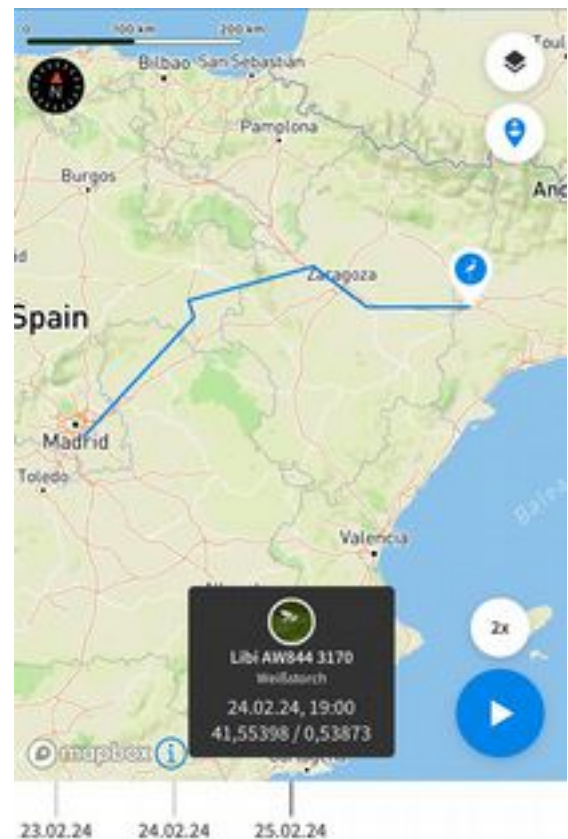 0 100 km 200 km
Toul
Bilbao San Sebastián
N
Pamplona
Burgos
And
Zaragoza
Spain
Madrid
Toledo
Balea
Valencia
2x
Libi AW844 3170
Weißstorch
24.02.24, 19:00
41,55398 / 0,53873
mapbox i
23.02.24 24.02.24 25.02.24